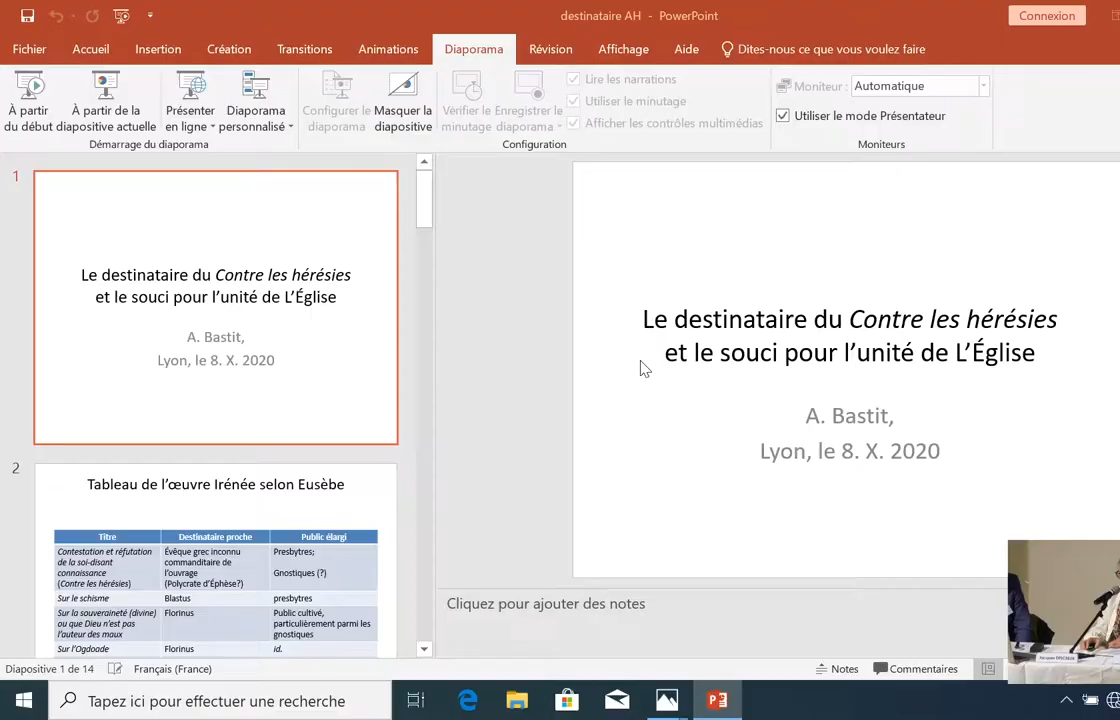 destinataire AH - PowerPoint
Connexion
Fichier
Accueil
Insertion
Création
Transitions
Animations
Diaporama
Révision
Affichage
Aide
Dites-nous ce que vous voulez faire
À partir du début
À partir de la diapositive actuelle
Présenter en ligne
Diaporama personnalisé
Configurer le diaporama
Masquer la diapositive
Vérifier le minutage
Enregistrer le diaporama
Lire les narrations
Utiliser le minutage
Afficher les contrôles multimédias
Moniteur :
Automatique
Utiliser le mode Présentateur
Démarrage du diaporama
Configuration
Moniteurs
1
Le destinataire du Contre les hérésies
et le souci pour l’unité de L’Église
A. Bastit,
Lyon, le 8. X. 2020
2
Tableau de l’œuvre Irénée selon Eusèbe
Titre
Destinataire proche
Public élargi
Contestation et réfutation
de la soi-disant
connaissance
(Contre les hérésies)
Évêque grec inconnu
commanditaire de
l’ouvrage
(Polycrate d’Éphèse?)
Presbytres;
Gnostiques (?)
Sur le schisme
Blastus
presbytres
Sur la souveraineté (divine)
ou que Dieu n’est pas
l’auteur des maux
Florinus
Public cultivé,
particulièrement parmi les
gnostiques
Sur l’Ogdoade
Florinus
id.
Le destinataire du Contre les hérésies
et le souci pour l’unité de L’Église
A. Bastit,
Lyon, le 8. X. 2020
Cliquez pour ajouter des notes
Diapositive 1 de 14
Français (France)
Notes
Commentaires
Tapez ici pour effectuer une recherche